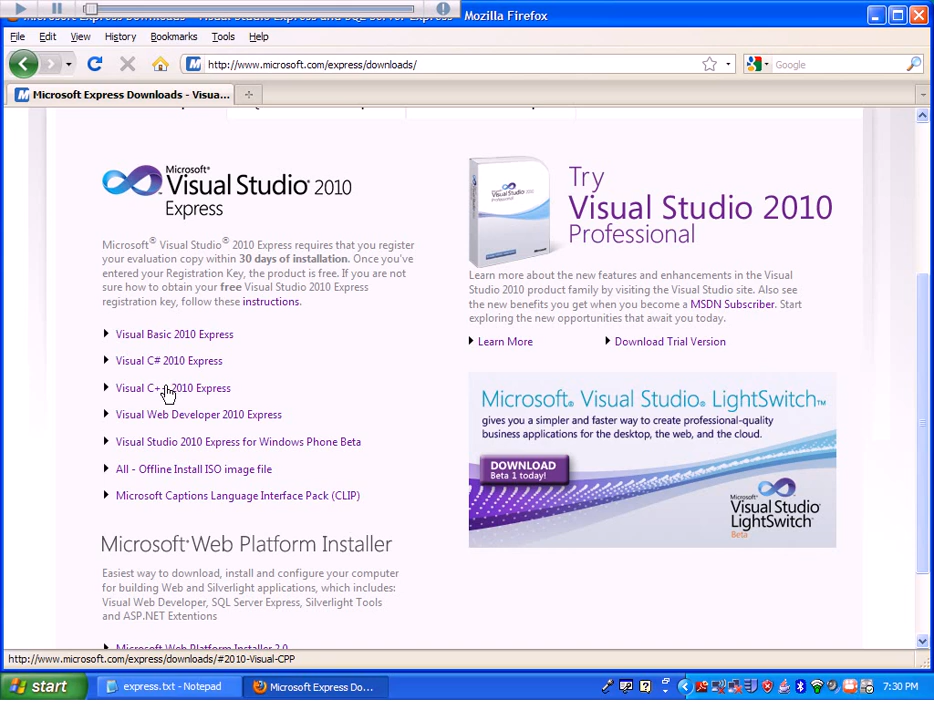 Mozilla Firefox
File Edit View History Bookmarks Tools Help
http://www.microsoft.com/express/downloads/
Google
Microsoft Express Downloads - Visua...
Microsoft®
Visual Studio® 2010
Express
Microsoft® Visual Studio® 2010 Express requires that you register
your evaluation copy within 30 days of installation. Once you've
entered your Registration Key, the product is free. If you are not
sure how to obtain your free Visual Studio 2010 Express
registration key, follow these instructions.
Visual Basic 2010 Express
Visual C# 2010 Express
Visual C++ 2010 Express
Visual Web Developer 2010 Express
Visual Studio 2010 Express for Windows Phone Beta
All - Offline Install ISO image file
Microsoft Captions Language Interface Pack (CLIP)
Microsoft® Web Platform Installer
Easiest way to download, install and configure your computer
for building Web and Silverlight applications, which includes:
Visual Web Developer, SQL Server Express, Silverlight Tools
and ASP.NET Extentions
Microsoft Web Platform Installer 2.0
Try
Visual Studio 2010
Professional
Learn more about the new features and enhancements in the Visual
Studio 2010 product family by visiting the Visual Studio site. Also see
the new benefits you get when you become a MSDN Subscriber. Start
exploring the new opportunities that await you today.
Learn More
Download Trial Version
Microsoft® Visual Studio® LightSwitch™
gives you a simpler and faster way to create professional-quality
business applications for the desktop, the web, and the cloud.
DOWNLOAD
Beta 1 today!
Microsoft®
Visual Studio
LightSwitch
Beta
http://www.microsoft.com/express/downloads/#2010-Visual-CPP
start
express.txt - Notepad
Microsoft Express Do...
7:30 PM